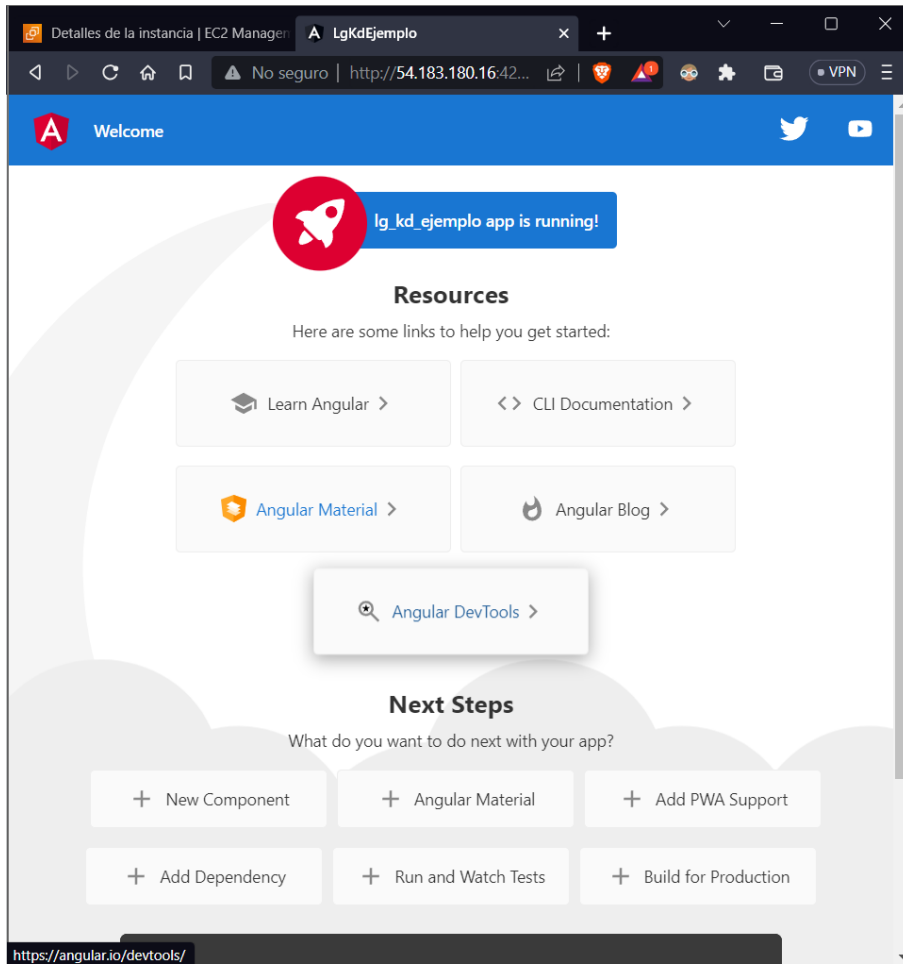 Detalles de la instancia | EC2 Managem
LgKdEjemplo
No seguro | http://54.183.180.16:42...
1
VPN
Welcome
lg_kd_ejemplo app is running!
Resources
Here are some links to help you get started:
Learn Angular
CLI Documentation
Angular Material
Angular Blog
Angular DevTools
Next Steps
What do you want to do next with your app?
New Component
Angular Material
Add PWA Support
Add Dependency
Run and Watch Tests
Build for Production
https://angular.io/devtools/